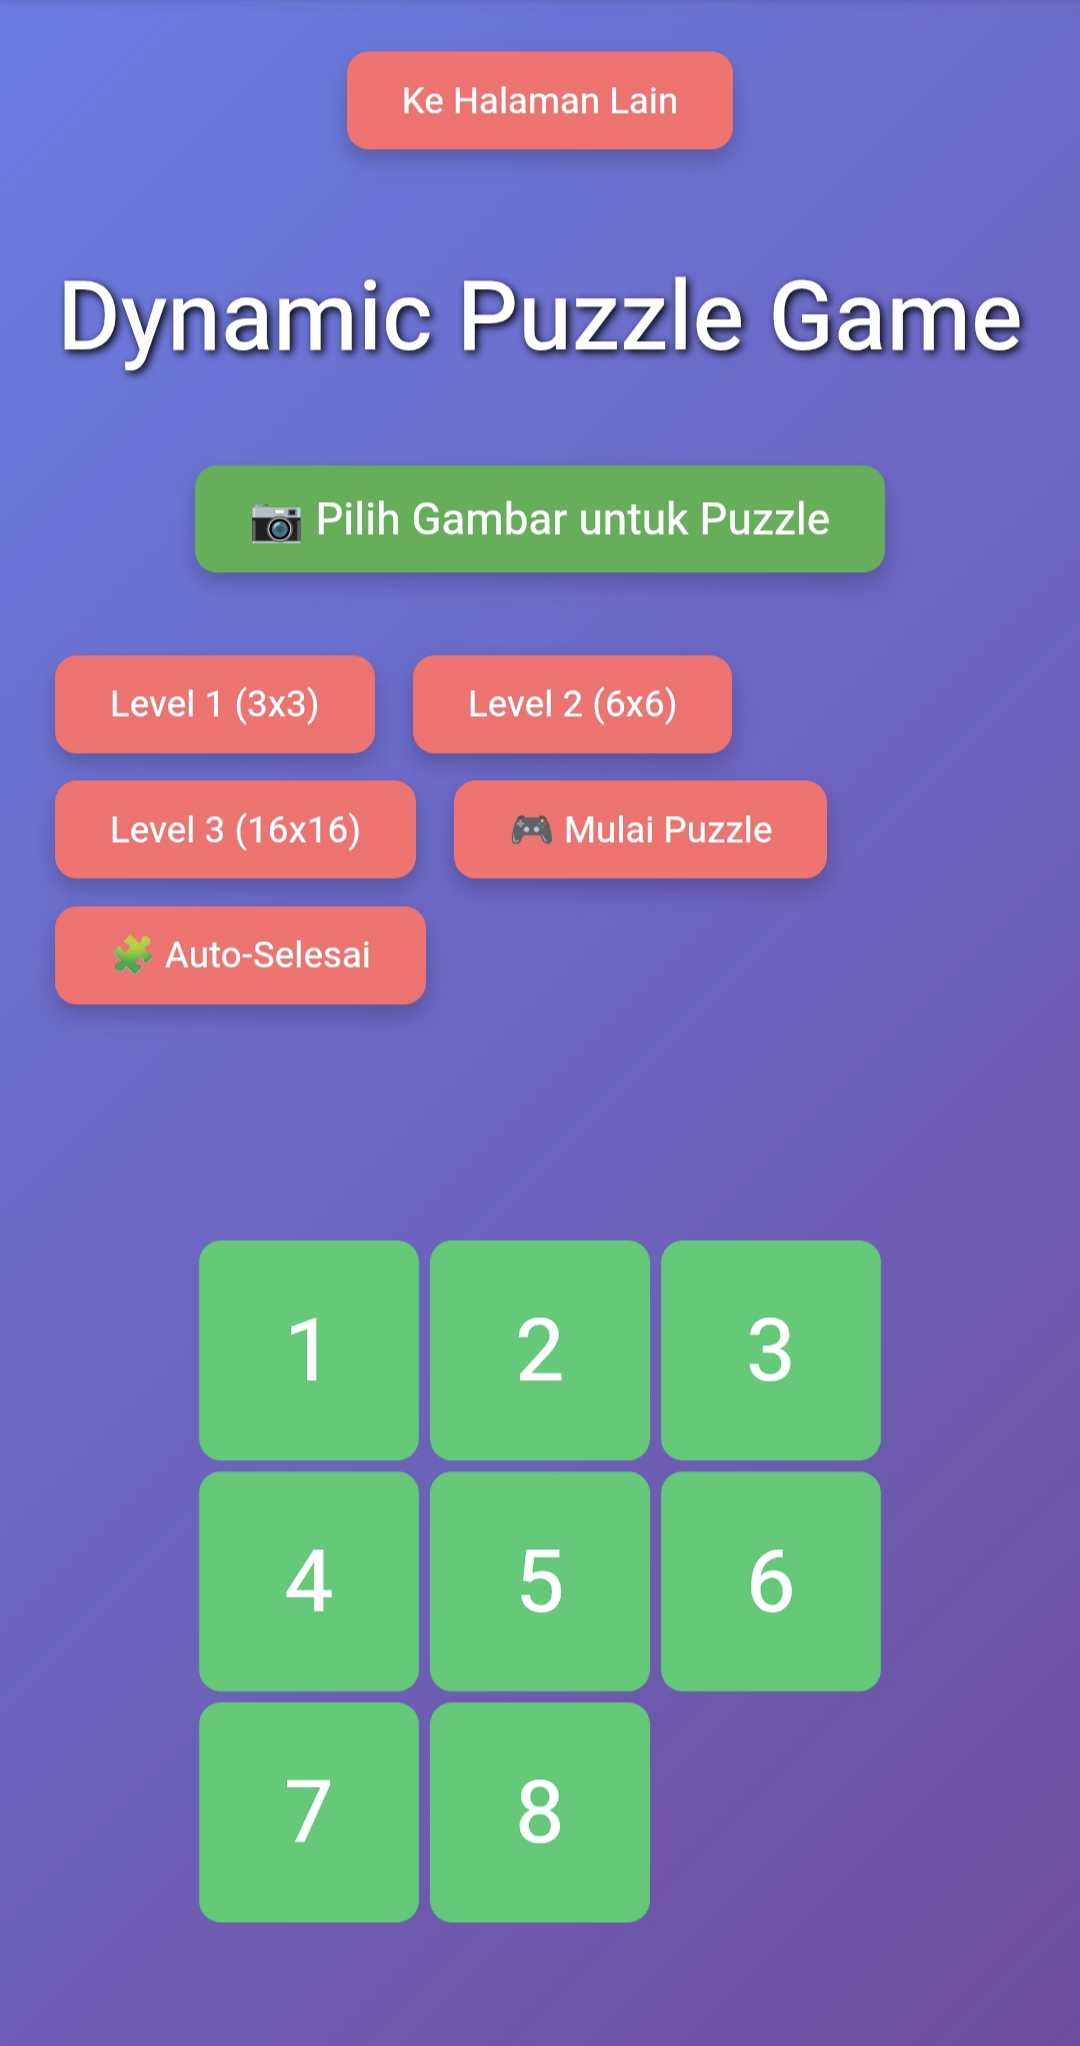 Ke Halaman Lain
Dynamic Puzzle Game
📷 Pilih Gambar untuk Puzzle
Level 1 (3x3) Level 2 (6x6)
Level 3 (16x16) 🎮 Mulai Puzzle
🧩 Auto-Selesai
1 2 3
4 5 6
7 8